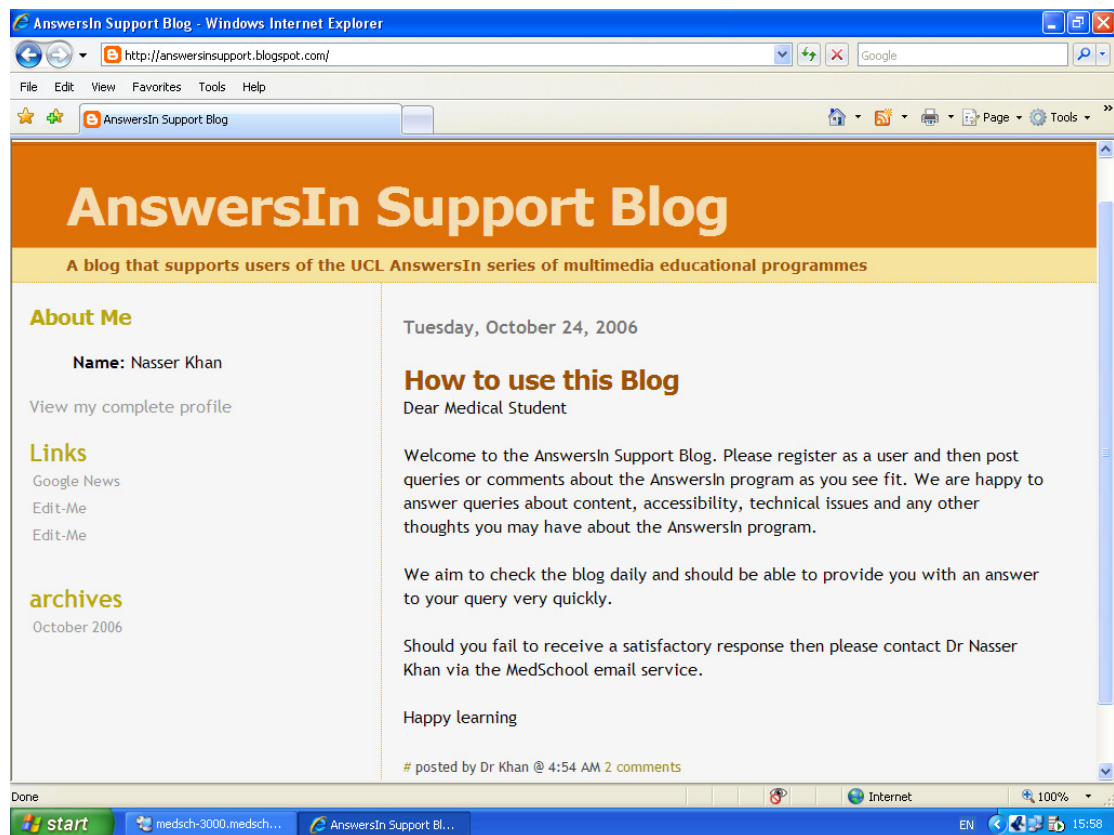 AnswersIn Support Blog - Windows Internet Explorer
http://answersinsupport.blogspot.com/
Google
File Edit View Favorites Tools Help
AnswersIn Support Blog
Page Tools »
AnswersIn Support Blog
A blog that supports users of the UCL AnswersIn series of multimedia educational programmes
About Me
Name: Nasser Khan
View my complete profile
Links
Google News
Edit-Me
Edit-Me
archives
October 2006
Tuesday, October 24, 2006
How to use this Blog
Dear Medical Student
Welcome to the AnswersIn Support Blog. Please register as a user and then post
queries or comments about the AnswersIn program as you see fit. We are happy to
answer queries about content, accessibility, technical issues and any other
thoughts you may have about the AnswersIn program.
We aim to check the blog daily and should be able to provide you with an answer
to your query very quickly.
Should you fail to receive a satisfactory response then please contact Dr Nasser
Khan via the MedSchool email service.
Happy learning
# posted by Dr Khan @ 4:54 AM 2 comments
Done Internet 100%
start medsch-3000.medsch... AnswersIn Support Bl... EN 15:58